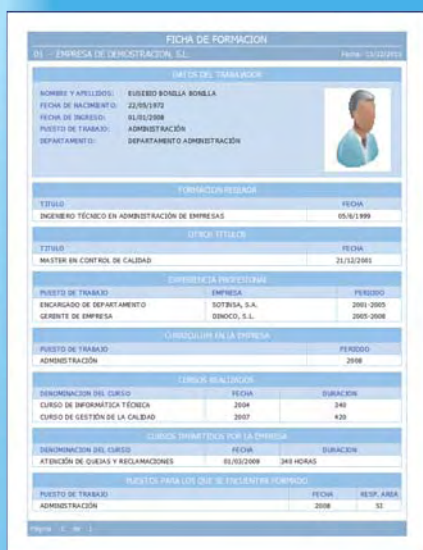 FICHA DE FORMACION
01 - EMPRESA DE DEMOSTRACION, S.L. Fecha:
DATOS DEL TRABAJADOR
NOMBRE Y APELLIDOS: EUSEBIO BONILLA BONILLA
FECHA DE NACIMIENTO: 22/05/1972
FECHA DE INGRESO: 01/01/2008
PUESTO DE TRABAJO: ADMINISTRACIÓN
DEPARTAMENTO: DEPARTAMENTO ADMINISTRACIÓN
FORMACION REGLADA
TITULO FECHA
INGENIERO TÉCNICO EN ADMINISTRACIÓN DE EMPRESAS 05/6/1999
OTROS TITULOS
TITULO FECHA
MASTER EN CONTROL DE CALIDAD 21/12/2001
EXPERIENCIA PROFESIONAL
PUESTO DE TRABAJO EMPRESA PERIODO
ENCARGADO DE DEPARTAMENTO SOTINSA, S.A. 2001-2005
GERENTE DE EMPRESA DINOCO, S.L. 2005-2008
CURRICULUM EN LA EMPRESA
PUESTO DE TRABAJO PERIODO
ADMINISTRACIÓN 2008
CURSOS REALIZADOS
DENOMINACION DEL CURSO FECHA DURACION
CURSO DE INFORMÁTICA TÉCNICA 2004 340
CURSO DE GESTIÓN DE LA CALIDAD 2007 420
CURSOS IMPARTIDOS POR LA EMPRESA
DENOMINACION DEL CURSO FECHA DURACION
ATENCIÓN DE QUEJAS Y RECLAMACIONES 01/03/2009 340 HORAS
PUESTOS PARA LOS QUE SE ENCUENTRA FORMADO
PUESTO DE TRABAJO FECHA RESP. AREA
ADMINISTRACIÓN 2008 SI
Página 1 de 1